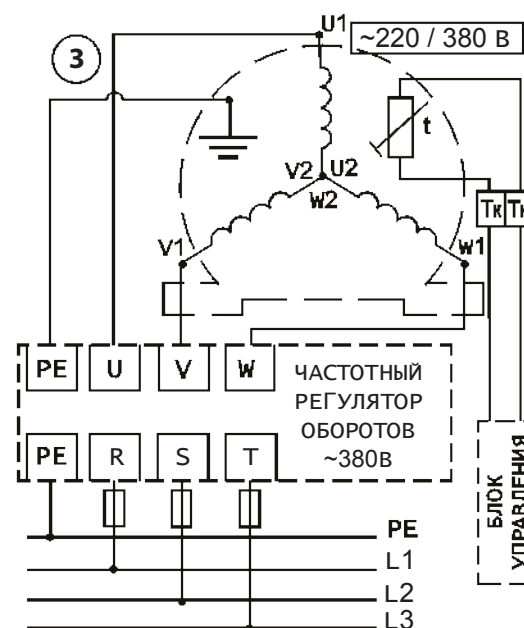 U1
~220 / 380 В
3
t
V2 U2
W2
Тк Тк
V1
W1
PE U V W
ЧАСТОТНЫЙ
РЕГУЛЯТОР
ОБОРОТОВ
~380В
PE R S T
БЛОК
УПРАВЛЕНИЯ
PE
L1
L2
L3